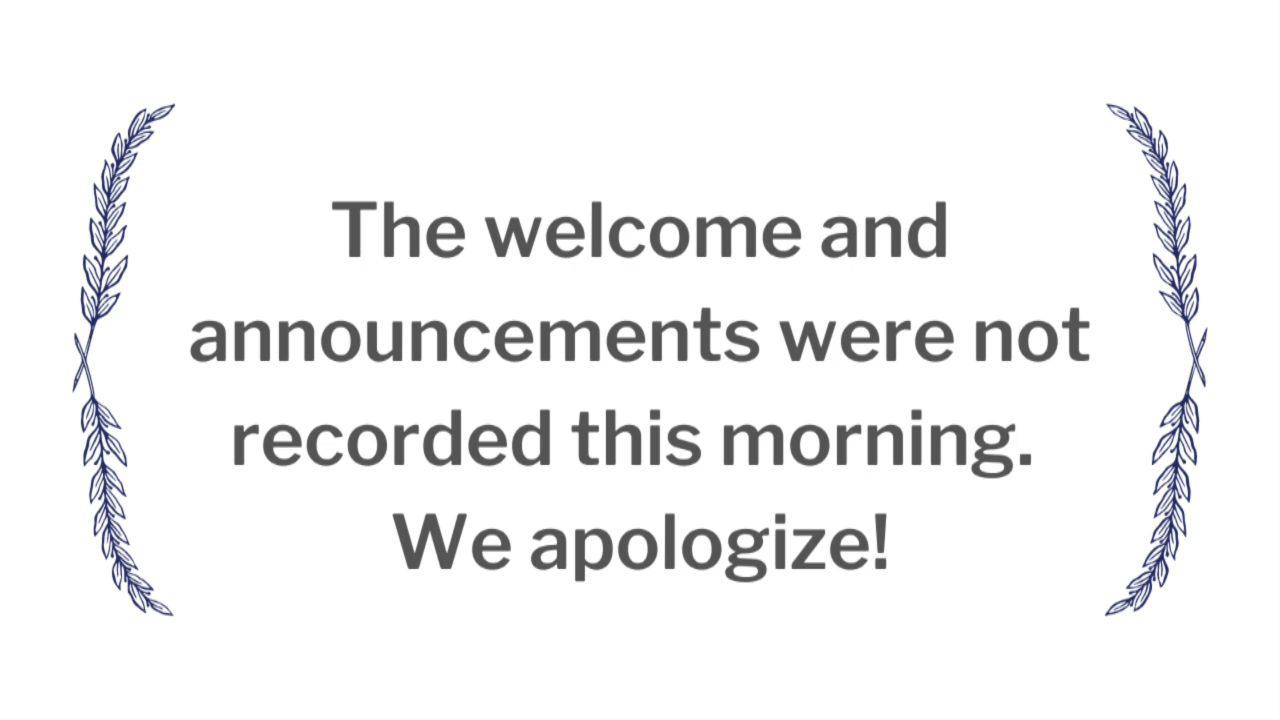 The welcome and
announcements were not
recorded this morning.
We apologize!